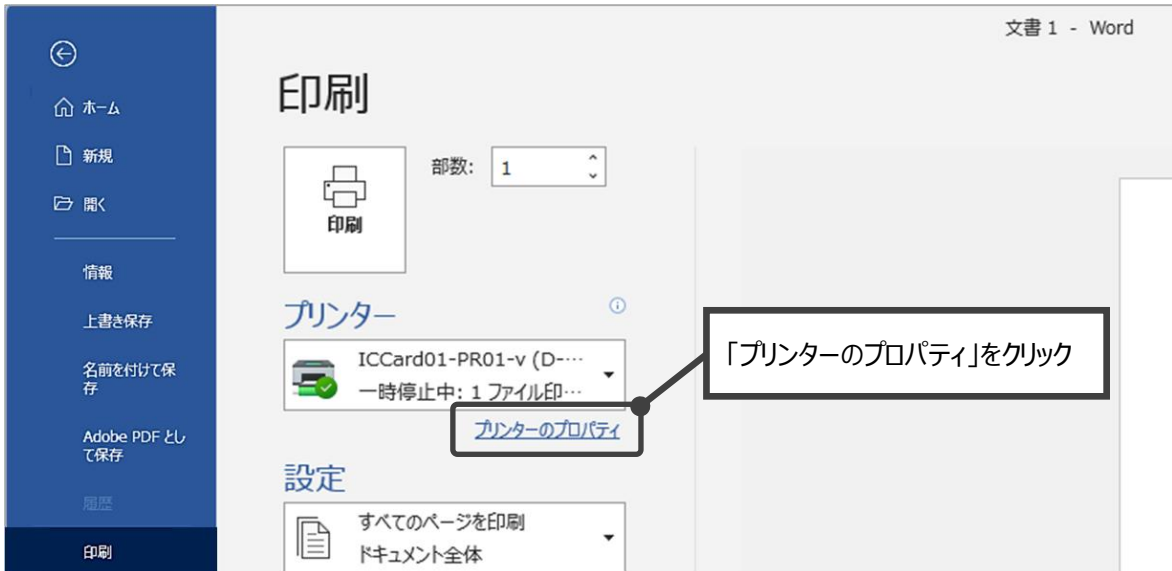 文書 1 - Word
ホーム
新規
開く
情報
上書き保存
名前を付けて保
存
Adobe PDF とし
て保存
履歴
印刷
印刷
印刷
部数: 1
プリンター
ICCard01-PR01-v (D-…
一時停止中: 1 ファイル印…
プリンターのプロパティ
「プリンターのプロパティ」をクリック
設定
すべてのページを印刷
ドキュメント全体